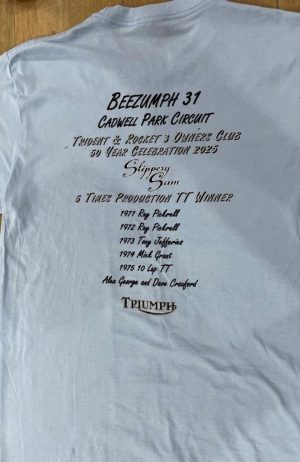 BEEZUMPH 31
CADWELL PARK CIRCUIT
TRIDENT & ROCKET 3 OWNERS CLUB
50 YEAR CELEBRATION 2025
Slippery
Sam
5 TIMES PRODUCTION TT WINNER
1971 Ray Pickrell
1972 Ray Pickrell
1973 Tony Jefferies
1974 Mick Grant
1975 10 Lap TT
Alex George and Dave Croxford
TRIUMPH